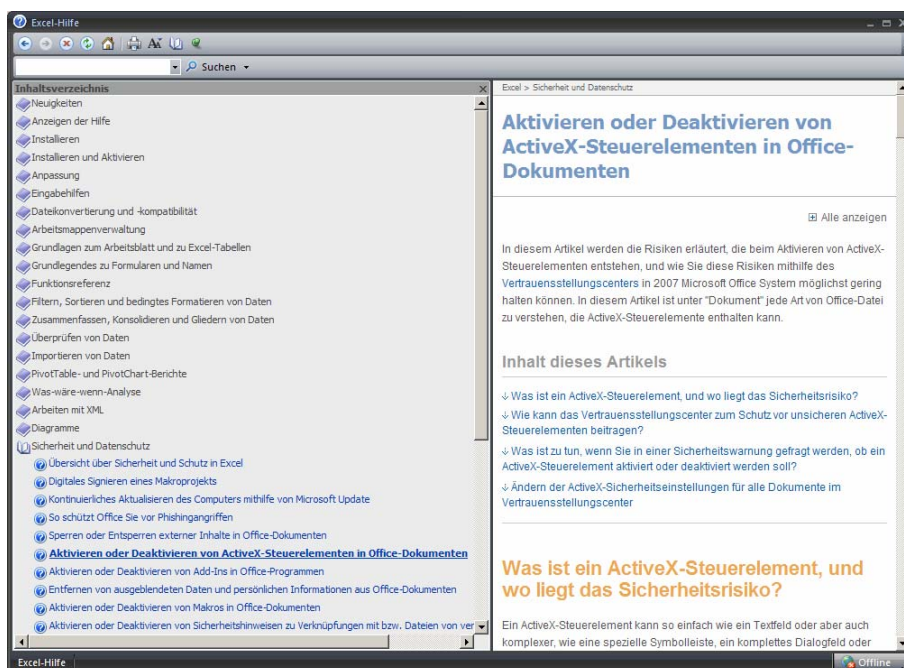 Excel-Hilfe
Suchen
Inhaltsverzeichnis
Neuigkeiten
Anzeigen der Hilfe
Installieren
Installieren und Aktivieren
Anpassung
Eingabehilfen
Dateikonvertierung und -kompatibilität
Arbeitsmappenverwaltung
Grundlagen zum Arbeitsblatt und zu Excel-Tabellen
Grundlegendes zu Formularen und Namen
Funktionsreferenz
Filtern, Sortieren und bedingtes Formatieren von Daten
Zusammenfassen, Konsolidieren und Gliedern von Daten
Überprüfen von Daten
Importieren von Daten
PivotTable- und PivotChart-Berichte
Was-wäre-wenn-Analyse
Arbeiten mit XML
Diagramme
Sicherheit und Datenschutz
Übersicht über Sicherheit und Schutz in Excel
Digitales Signieren eines Makroprojekts
Kontinuierliches Aktualisieren des Computers mithilfe von Microsoft Update
So schützt Office Sie vor Phishingangriffen
Sperren oder Entsperren externer Inhalte in Office-Dokumenten
Aktivieren oder Deaktivieren von ActiveX-Steuerelementen in Office-Dokumenten
Aktivieren oder Deaktivieren von Add-Ins in Office-Programmen
Entfernen von ausgeblendeten Daten und persönlichen Informationen aus Office-Dokumenten
Aktivieren oder Deaktivieren von Makros in Office-Dokumenten
Aktivieren oder Deaktivieren von Sicherheitshinweisen zu Verknüpfungen mit bzw. Dateien von ver
Excel > Sicherheit und Datenschutz
Aktivieren oder Deaktivieren von
ActiveX-Steuerelementen in Office-
Dokumenten
Alle anzeigen
In diesem Artikel werden die Risiken erläutert, die beim Aktivieren von ActiveX-
Steuerelementen entstehen, und wie Sie diese Risiken mithilfe des
Vertrauensstellungscenters in 2007 Microsoft Office System möglichst gering
halten können. In diesem Artikel ist unter "Dokument" jede Art von Office-Datei
zu verstehen, die ActiveX-Steuerelemente enthalten kann.
Inhalt dieses Artikels
↓ Was ist ein ActiveX-Steuerelement, und wo liegt das Sicherheitsrisiko?
↓ Wie kann das Vertrauensstellungscenter zum Schutz vor unsicheren ActiveX-
Steuerelementen beitragen?
↓ Was ist zu tun, wenn Sie in einer Sicherheitswarnung gefragt werden, ob ein
ActiveX-Steuerelement aktiviert oder deaktiviert werden soll?
↓ Ändern der ActiveX-Sicherheitseinstellungen für alle Dokumente im
Vertrauensstellungscenter
Was ist ein ActiveX-Steuerelement, und
wo liegt das Sicherheitsrisiko?
Ein ActiveX-Steuerelement kann so einfach wie ein Textfeld oder aber auch
komplexer, wie eine spezielle Symbolleiste, ein komplettes Dialogfeld oder
Excel-Hilfe
Offline